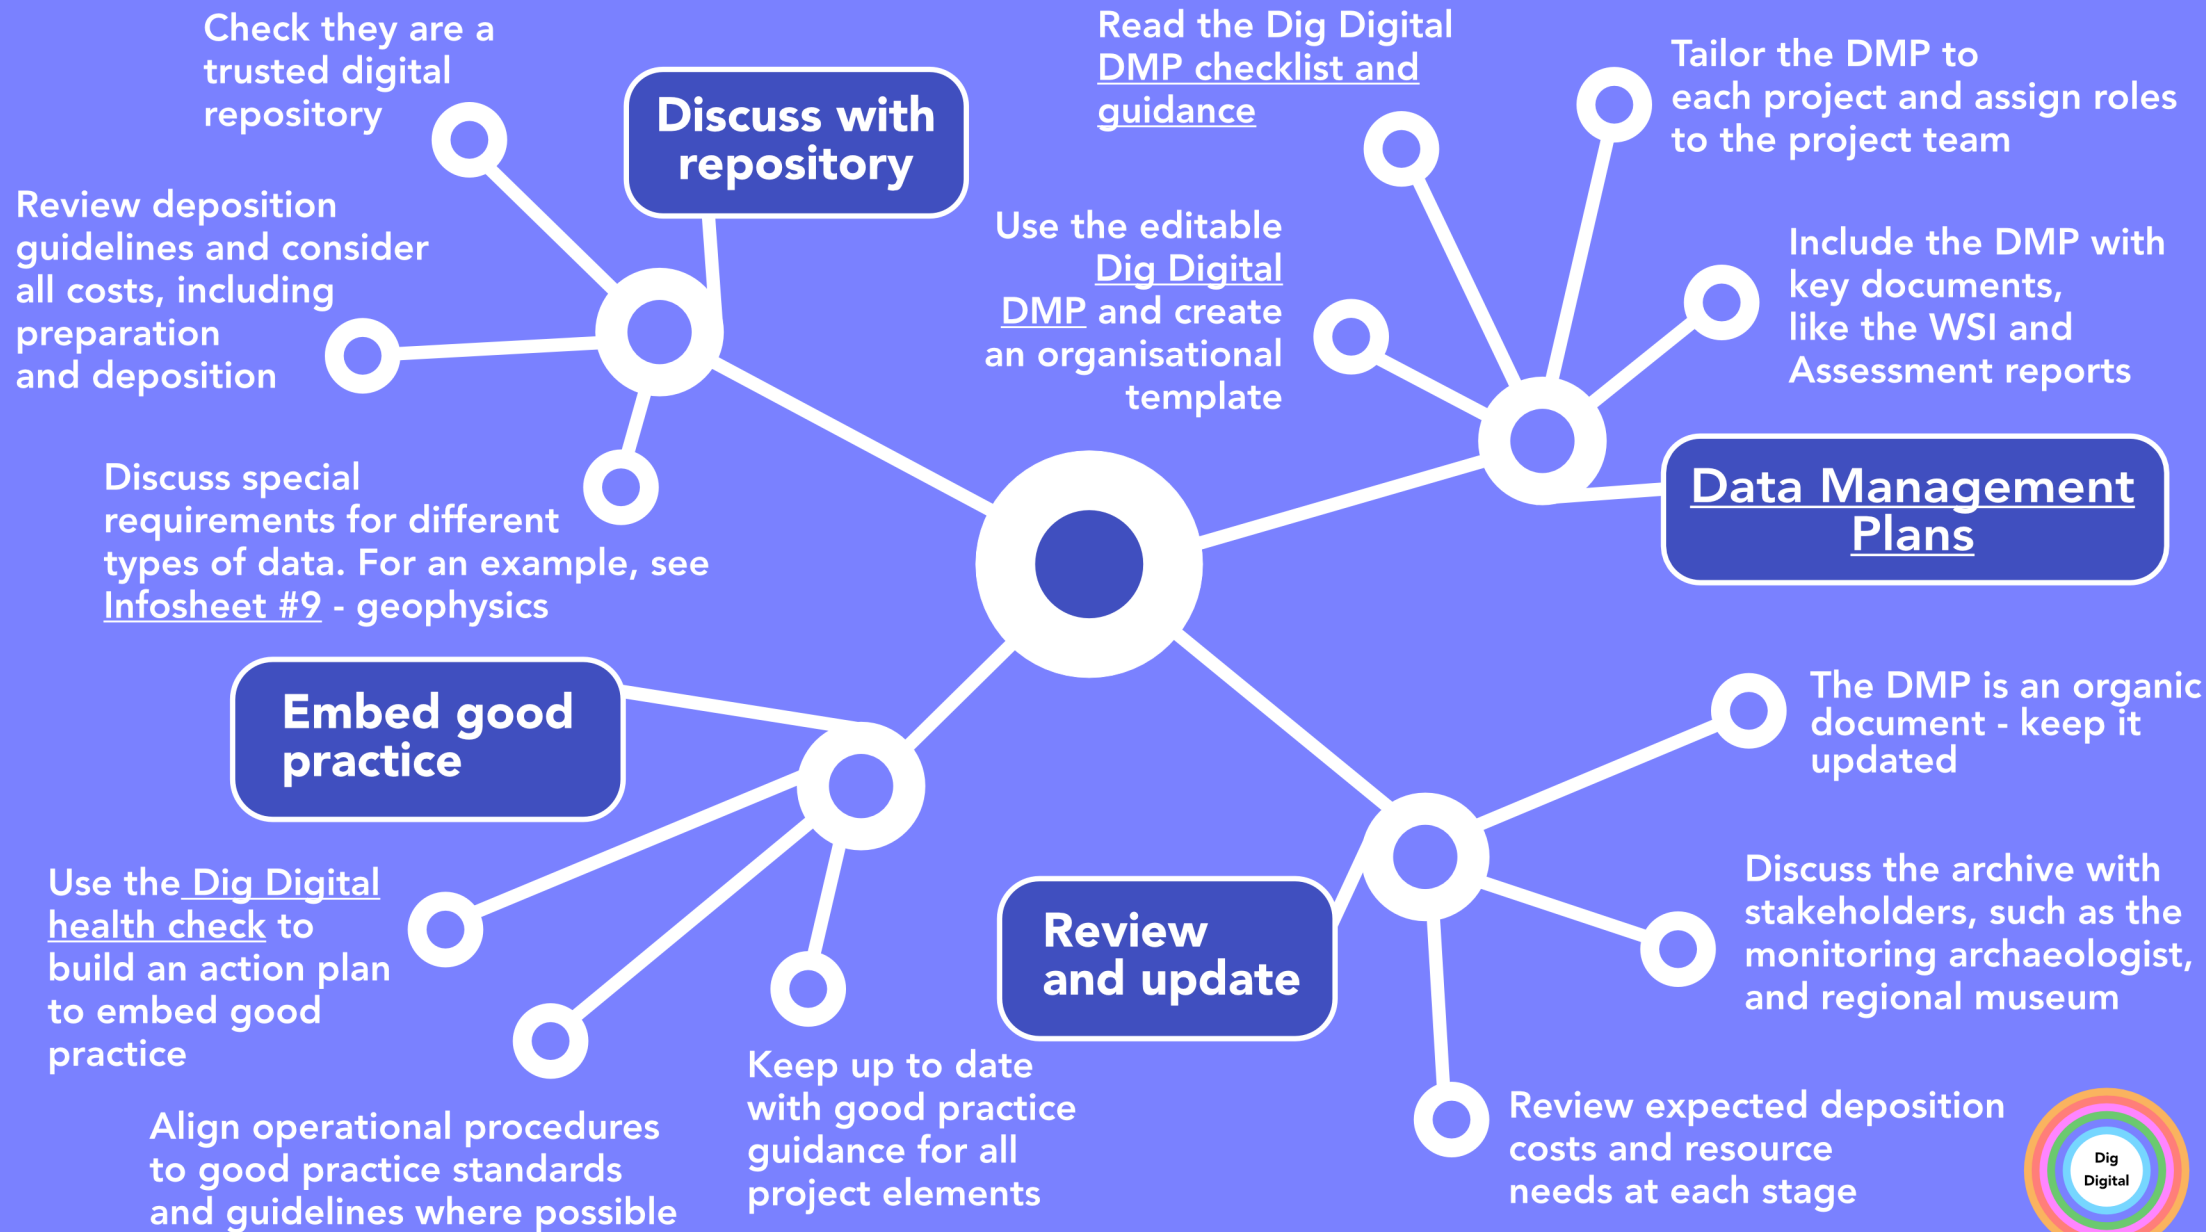 Check they are a
trusted digital
repository
Discuss with
repository
Review deposition
guidelines and consider
all costs, including
preparation
and deposition
Discuss special
requirements for different
types of data. For an example, see
Infosheet #9 - geophysics
Read the Dig Digital
DMP checklist and
guidance
Tailor the DMP to
each project and assign roles
to the project team
Use the editable
Dig Digital
DMP and create
an organisational
template
Include the DMP with
key documents,
like the WSI and
Assessment reports
Data Management
Plans
Embed good
practice
Use the Dig Digital
health check to
build an action plan
to embed good
practice
Align operational procedures
to good practice standards
and guidelines where possible
Keep up to date
with good practice
guidance for all
project elements
Review
and update
The DMP is an organic
document - keep it
updated
Discuss the archive with
stakeholders, such as the
monitoring archaeologist,
and regional museum
Review expected deposition
costs and resource
needs at each stage
Dig
Digital